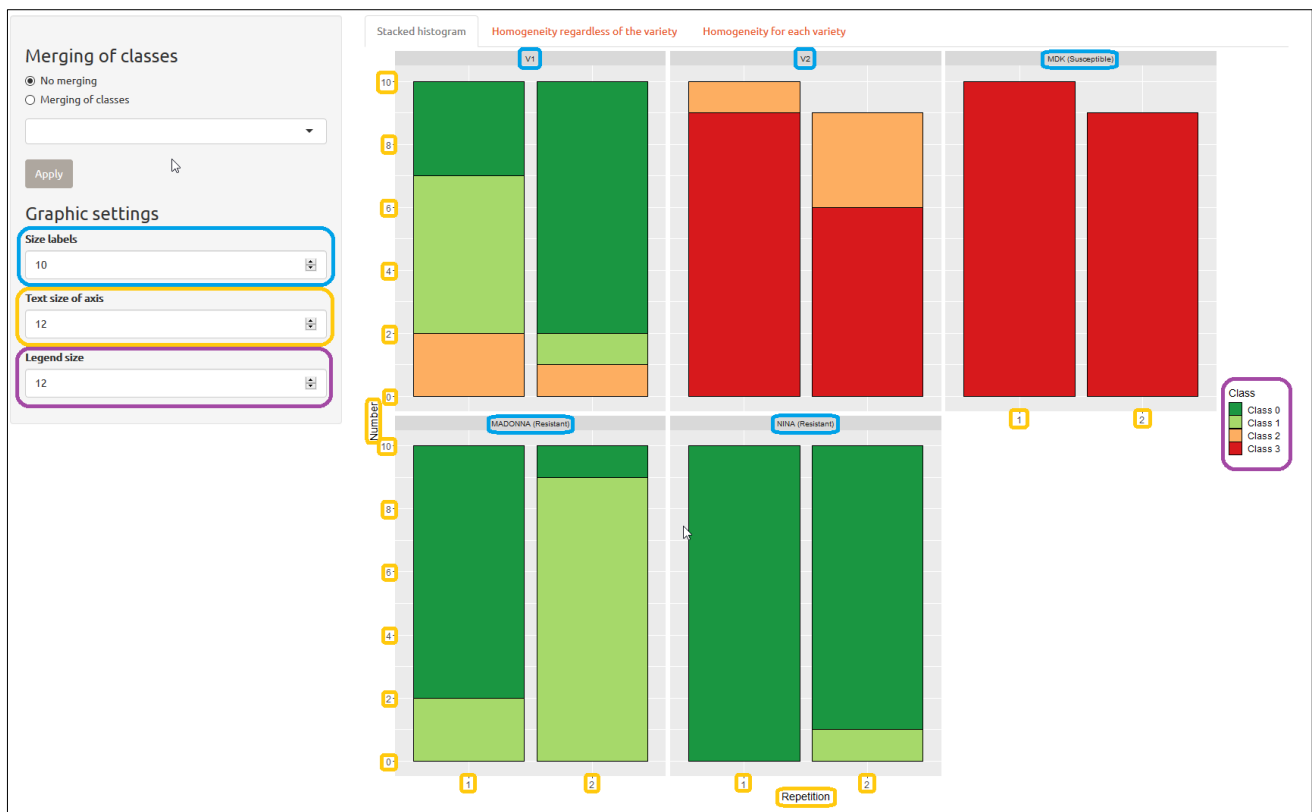 Merging of classes
No merging
Merging of classes
Apply
Graphic settings
Size labels
10
Text size of axis
12
Legend size
12
Stacked histogram
Homogeneity regardless of the variety
Homogeneity for each variety
V1
V2
MDK (Susceptible)
10
8
6
4
2
0
Number
1
2
MADONNA (Resistant)
NINA (Resistant)
10
8
6
4
2
0
1
2
1
2
Repetition
Class
Class 0
Class 1
Class 2
Class 3